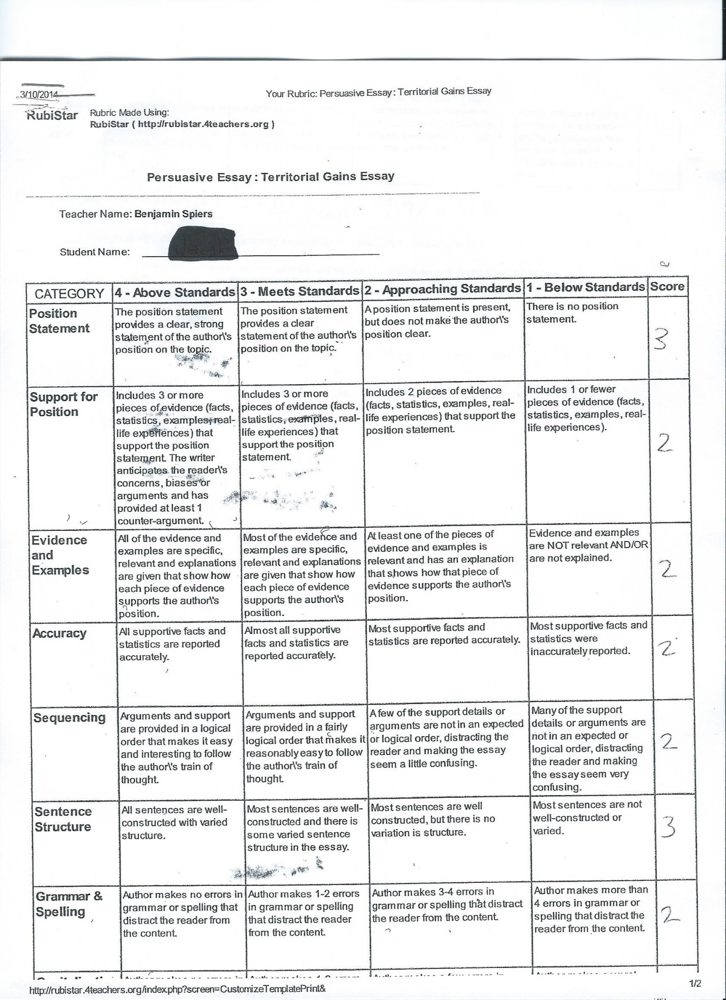 3/10/2014
Your Rubric: Persuasive Essay: Territorial Gains Essay
RubiStar
Rubric Made Using:
RubiStar ( http://rubistar.4teachers.org )
Persuasive Essay : Territorial Gains Essay
Teacher Name: Benjamin Spiers
Student Name:
CATEGORY
4 - Above Standards
3 - Meets Standards
2 - Approaching Standards
1 - Below Standards
Score
Position
Statement
The position statement
provides a clear, strong
statement of the author\'s
position on the topic.
The position statement
provides a clear
statement of the author\'s
position on the topic.
A position statement is present,
but does not make the author\'s
position clear.
There is no position
statement.
3
Support for
Position
Includes 3 or more
pieces of evidence (facts,
statistics, examples, real-
life experiences) that
support the position
statement. The writer
anticipates the reader\'s
concerns, biases or
arguments and has
provided at least 1
counter-argument.
Includes 3 or more
pieces of evidence (facts,
statistics, examples, real-
life experiences) that
support the position
statement.
Includes 2 pieces of evidence
(facts, statistics, examples, real-
life experiences) that support the
position statement.
Includes 1 or fewer
pieces of evidence (facts,
statistics, examples, real-
life experiences).
2
Evidence
and
Examples
All of the evidence and
examples are specific,
relevant and explanations
are given that show how
each piece of evidence
supports the author\'s
position.
Most of the evidence and
examples are specific,
relevant and explanations
are given that show how
each piece of evidence
supports the author\'s
position.
At least one of the pieces of
evidence and examples is
relevant and has an explanation
that shows how that piece of
evidence supports the author\'s
position.
Evidence and examples
are NOT relevant AND/OR
are not explained.
2
Accuracy
All supportive facts and
statistics are reported
accurately.
Almost all supportive
facts and statistics are
reported accurately.
Most supportive facts and
statistics are reported accurately.
Most supportive facts and
statistics were
inaccurately reported.
2
Sequencing
Arguments and support
are provided in a logical
order that makes it easy
and interesting to follow
the author\'s train of
thought.
Arguments and support
are provided in a fairly
logical order that makes it
reasonably easy to follow
the author\'s train of
thought.
A few of the support details or
arguments are not in an expected
or logical order, distracting the
reader and making the essay
seem a little confusing.
Many of the support
details or arguments are
not in an expected or
logical order, distracting
the reader and making
the essay seem very
confusing.
2
Sentence
Structure
All sentences are well-
constructed with varied
structure.
Most sentences are well-
constructed and there is
some varied sentence
structure in the essay.
Most sentences are well
constructed, but there is no
variation is structure.
Most sentences are not
well-constructed or
varied.
3
Grammar &
Spelling
Author makes no errors in
grammar or spelling that
distract the reader from
the content.
Author makes 1-2 errors
in grammar or spelling
that distract the reader
from the content.
Author makes 3-4 errors in
grammar or spelling that distract
the reader from the content.
Author makes more than
4 errors in grammar or
spelling that distract the
reader from the content.
2
http://rubistar.4teachers.org/index.php?screen=CustomizeTemplatePrint&
1/2